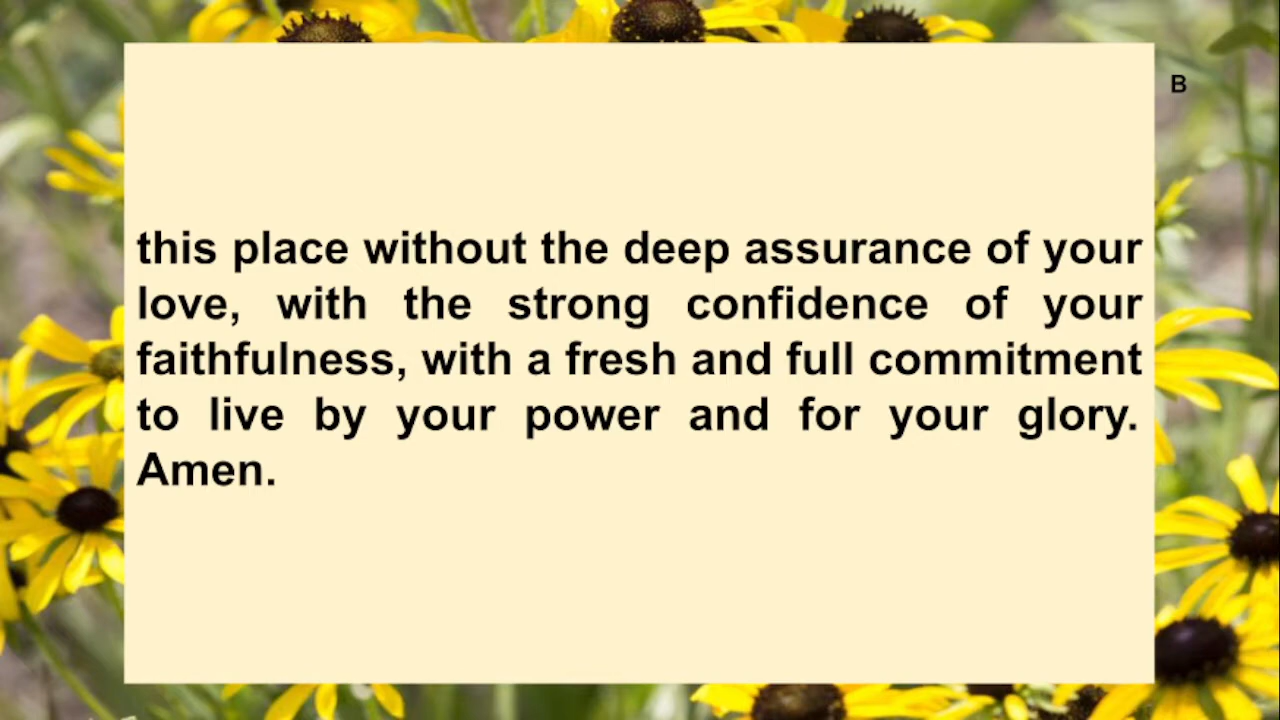 B
this place without the deep assurance of your
love, with the strong confidence of your
faithfulness, with a fresh and full commitment
to live by your power and for your glory.
Amen.